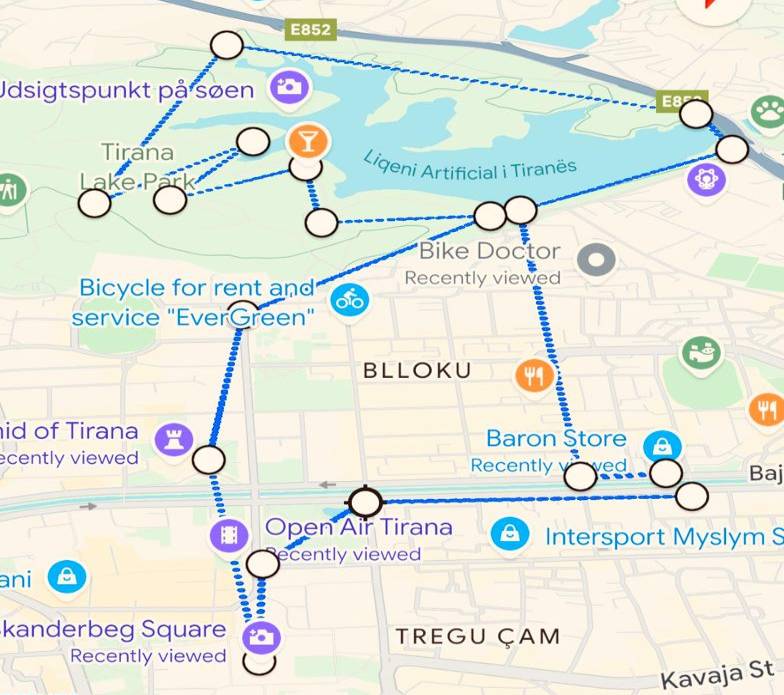 E852
E852
Udsigtspunkt på søen
Tirana
Lake Park
Liqeni Artificial i Tiranës
Bike Doctor
Recently viewed
Bicycle for rent and
service "EverGreen"
BLLOKU
mid of Tirana
ecently viewed
Baron Store
Recently viewed
Baj
Open Air Tirana
Recently viewed
Intersport Myslym S
ani
Skanderbeg Square
Recently viewed
TREGU ÇAM
Kavaja St